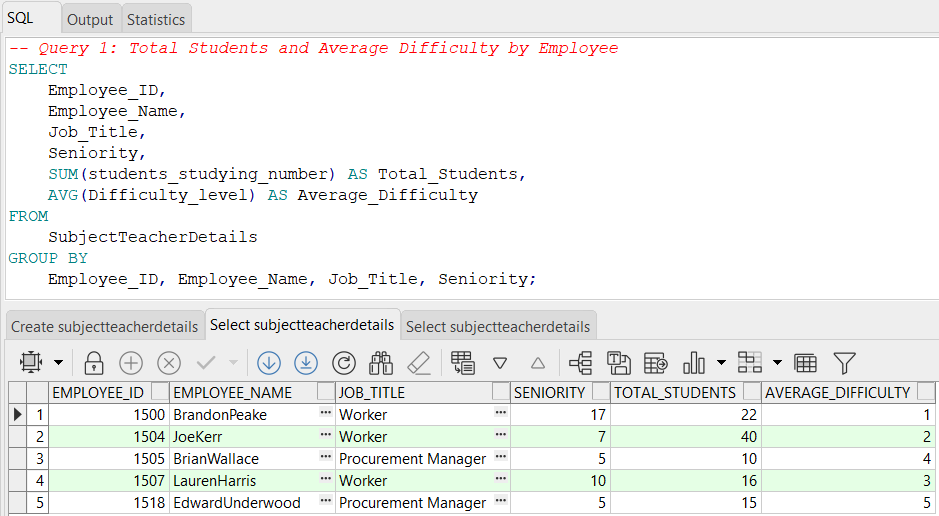 SQL Output Statistics
-- Query 1: Total Students and Average Difficulty by Employee
SELECT
Employee_ID,
Employee_Name,
Job_Title,
Seniority,
SUM(students_studying_number) AS Total_Students,
AVG(Difficulty_level) AS Average_Difficulty
FROM
SubjectTeacherDetails
GROUP BY
Employee_ID, Employee_Name, Job_Title, Seniority;
Create subjectteacherdetails Select subjectteacherdetails Select subjectteacherdetails
EMPLOYEE_ID EMPLOYEE_NAME JOB_TITLE SENIORITY TOTAL_STUDENTS AVERAGE_DIFFICULTY
1 1500 BrandonPeake ... Worker ... 17 22 1
2 1504 JoeKerr ... Worker ... 7 40 2
3 1505 BrianWallace ... Procurement Manager ... 5 10 4
4 1507 LaurenHarris ... Worker ... 10 16 3
5 1518 EdwardUnderwood ... Procurement Manager ... 5 15 5